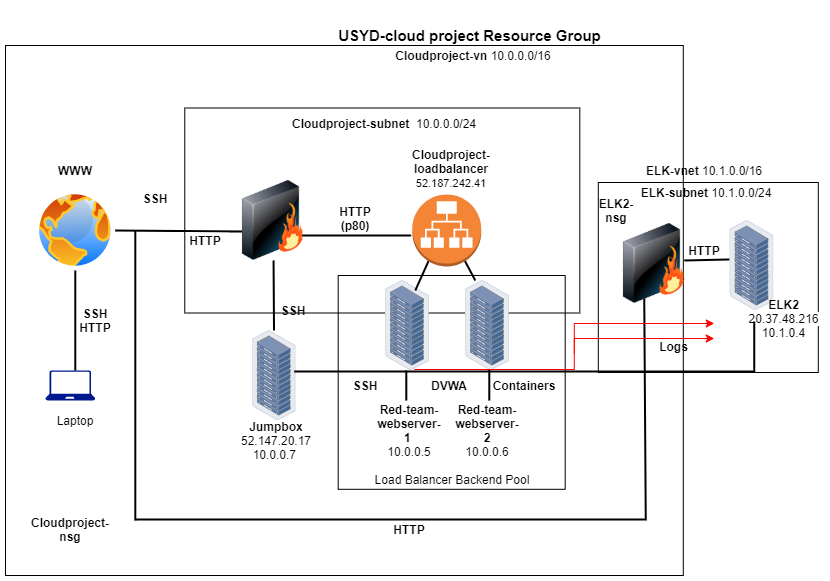 USYD-cloud project Resource Group
Cloudproject-vn 10.0.0.0/16
Cloudproject-subnet 10.0.0.0/24
WWW
SSH
HTTP
HTTP
(p80)
Cloudproject-
loadbalancer
52.187.242.41
ELK-vnet 10.1.0.0/16
ELK-subnet 10.1.0.0/24
ELK2-
nsg
HTTP
ELK2
20.37.48.216
10.1.0.4
SSH
HTTP
SSH
Logs
Laptop
SSH
DVWA
Containers
Jumpbox
52.147.20.17
10.0.0.7
Red-team-
webserver-
1
10.0.0.5
Red-team-
webserver-
2
10.0.0.6
Load Balancer Backend Pool
Cloudproject-
nsg
HTTP